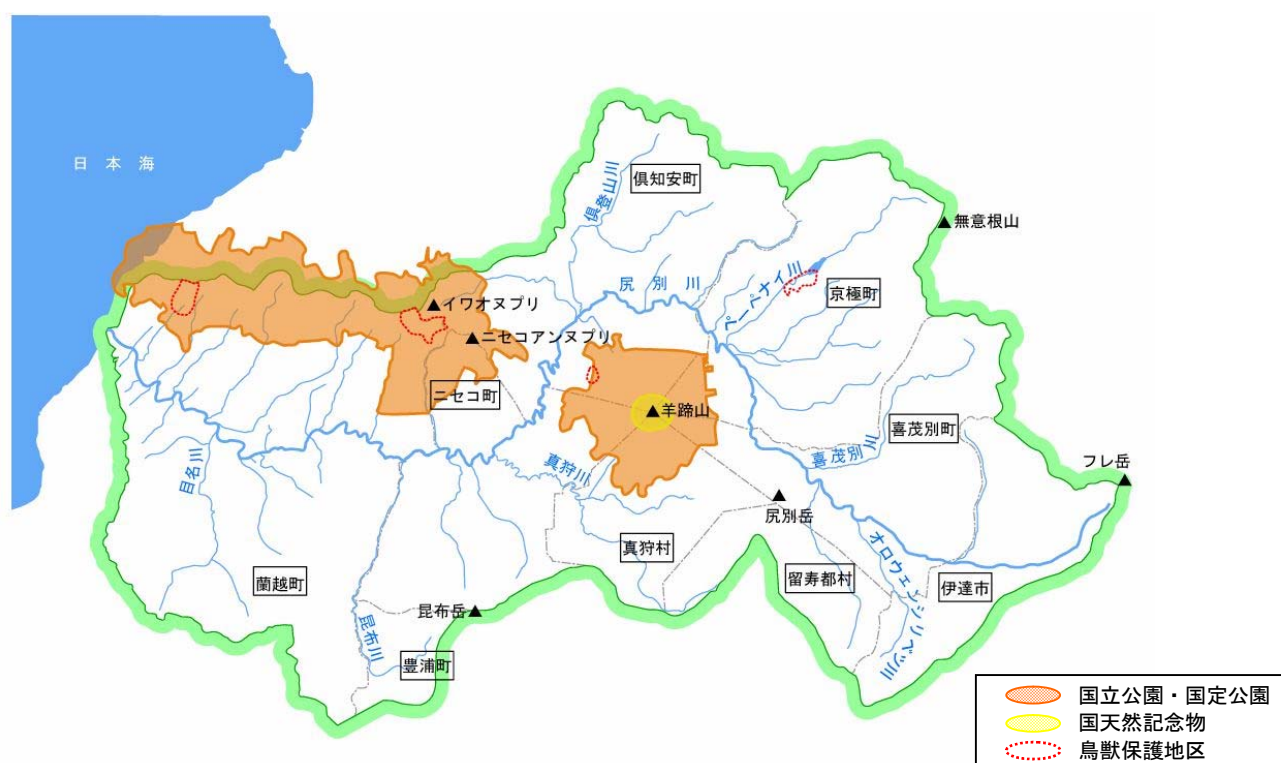 日本海
倶知安町
倶登山川
無意根山
尻別川
ペーペナイ川
京極町
イワオヌプリ
ニセコアンヌプリ
ニセコ町
羊蹄山
喜茂別町
喜茂別川
フレ岳
真狩川
目名川
尻別岳
真狩村
オロウェンシリベツ川
留寿都村
伊達市
蘭越町
昆布岳
昆布川
豊浦町
国立公園・国定公園
国天然記念物
鳥獣保護地区